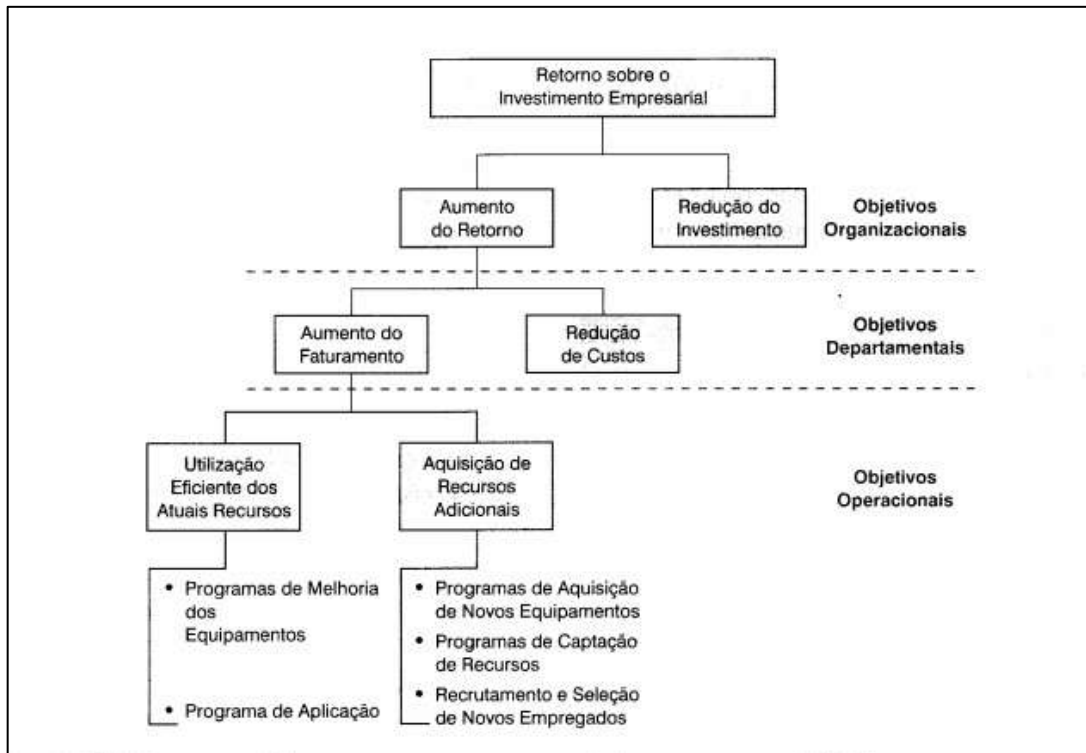 Retorno sobre o
Investimento Empresarial
Aumento
do Retorno
Redução do
Investimento
Objetivos
Organizacionais
Aumento do
Faturamento
Redução
de Custos
Objetivos
Departamentais
Utilização
Eficiente dos
Atuais Recursos
Aquisição de
Recursos
Adicionais
Objetivos
Operacionais
• Programas de Melhoria
dos
Equipamentos
• Programa de Aplicação
• Programas de Aquisição
de Novos Equipamentos
• Programas de Captação
de Recursos
• Recrutamento e Seleção
de Novos Empregados